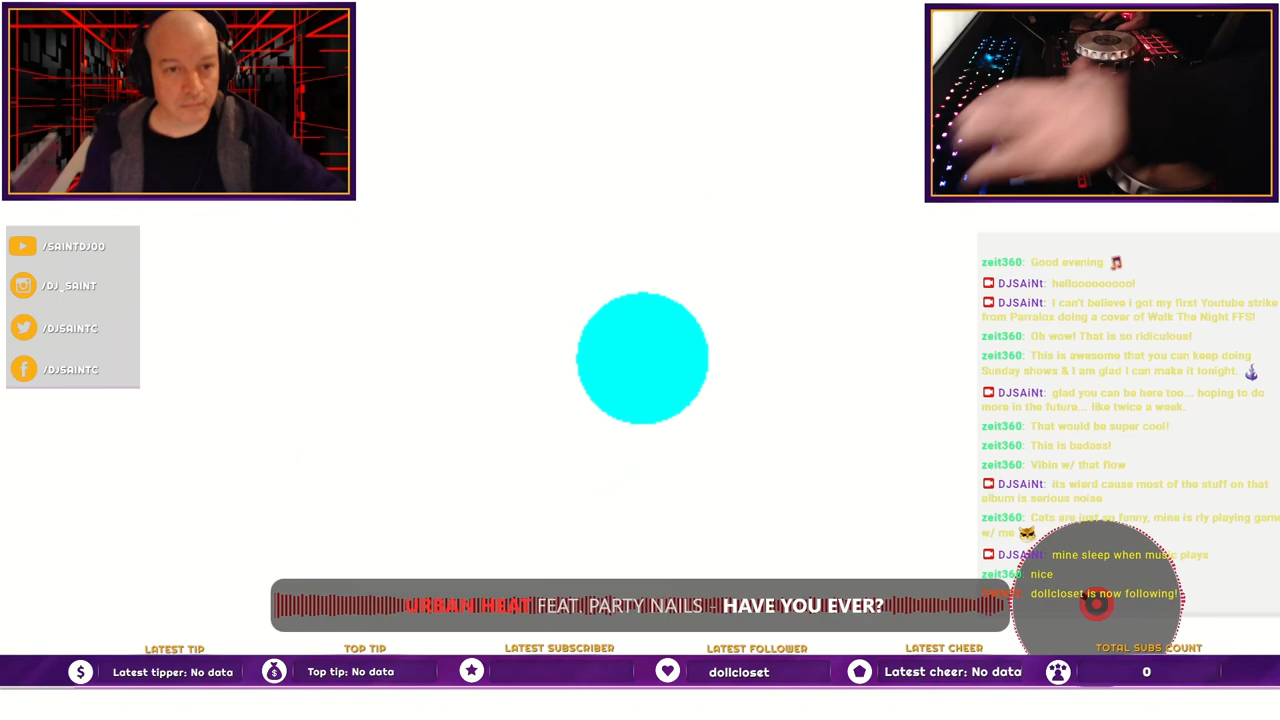 /SAINTDJ00
/DJ_SAINT
/DJSAINTC
/DJSAINTC
zeit360: Good evening
DJSAiNt: hellooooooooo!
DJSAiNt: I can't believe i got my first Youtube strike
from Parralox doing a cover of Walk The Night FFS!
zeit360: Oh wow! That is so ridiculous!
zeit360: This is awesome that you can keep doing
Sunday shows & I am glad I can make it tonight.
DJSAiNt: glad you can be here too... hoping to do
more in the future... like twice a week.
zeit360: That would be super cool!
zeit360: This is badass!
zeit360: Vibin w/ that flow
DJSAiNt: its wierd cause most of the stuff on that
album is serious noise
zeit360: Cats are just so funny, mine is rly playing game
w/ me
DJSAiNt: mine sleep when music plays
zeit360: nice
dollcloset is now following!
URBAN HEAT FEAT. PARTY NAILS - HAVE YOU EVER?
LATEST TIP
Latest tipper: No data
TOP TIP
Top tip: No data
LATEST SUBSCRIBER
LATEST FOLLOWER
dollcloset
LATEST CHEER
Latest cheer: No data
TOTAL SUBS COUNT
0